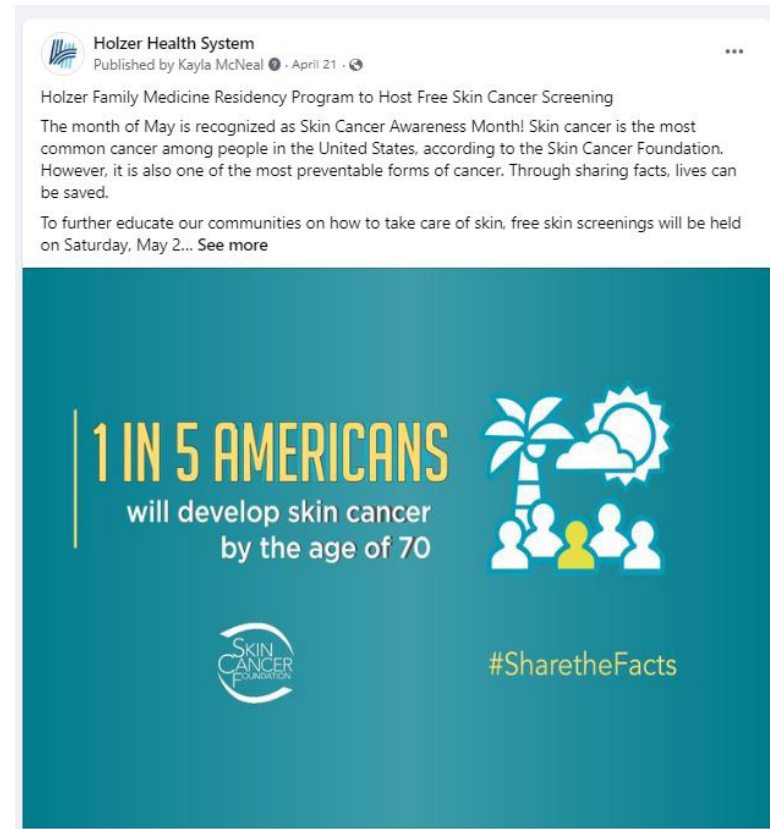 Holzer Health System
Published by Kayla McNeal · April 21 ·
Holzer Family Medicine Residency Program to Host Free Skin Cancer Screening
The month of May is recognized as Skin Cancer Awareness Month! Skin cancer is the most
common cancer among people in the United States, according to the Skin Cancer Foundation.
However, it is also one of the most preventable forms of cancer. Through sharing facts, lives can
be saved.
To further educate our communities on how to take care of skin, free skin screenings will be held
on Saturday, May 2... See more
1 IN 5 AMERICANS
will develop skin cancer
by the age of 70
SKIN
CANCER
FOUNDATION
#SharetheFacts